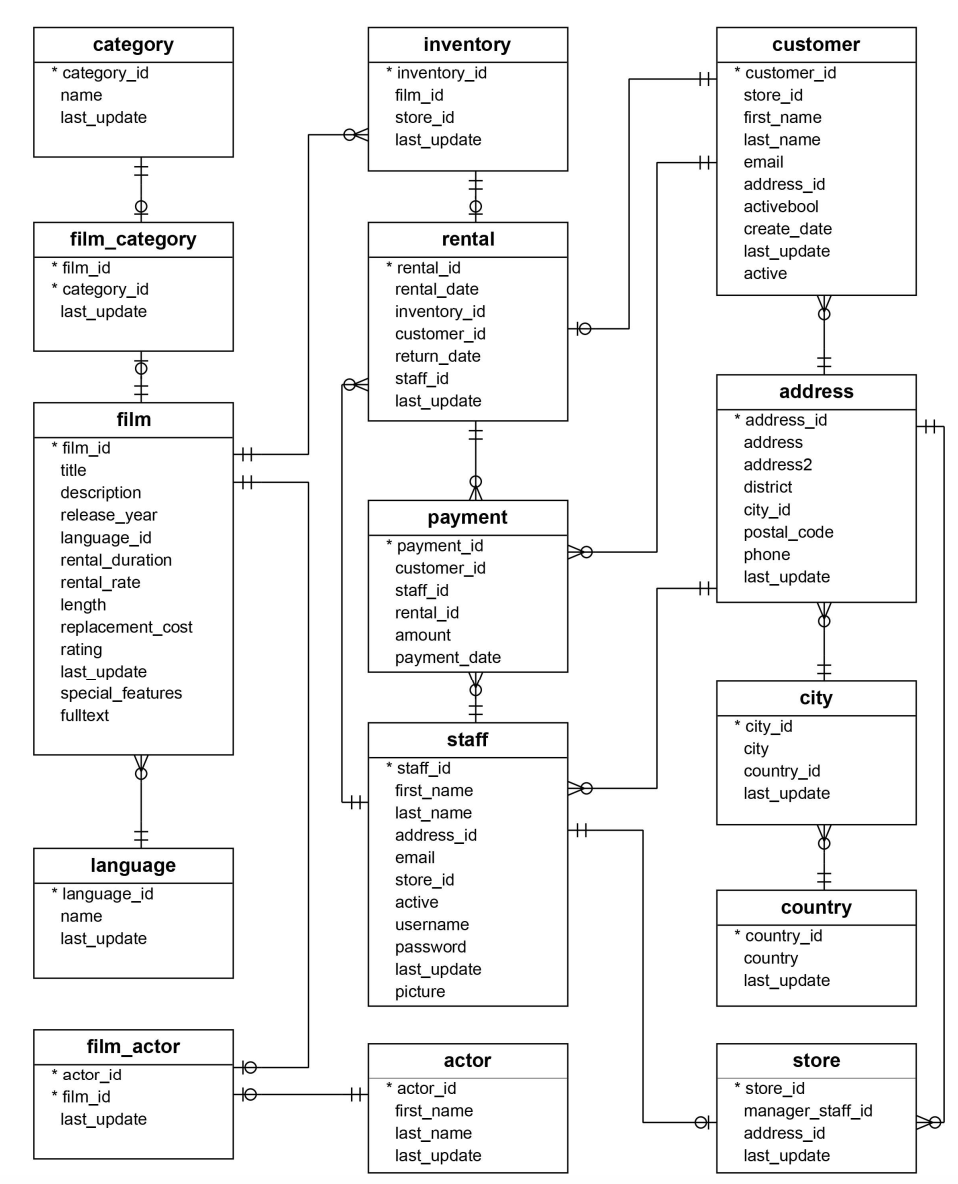 category
* category_id
name
last_update
film_category
* film_id
* category_id
last_update
film
* film_id
title
description
release_year
language_id
rental_duration
rental_rate
length
replacement_cost
rating
last_update
special_features
fulltext
language
* language_id
name
last_update
film_actor
* actor_id
* film_id
last_update
inventory
* inventory_id
film_id
store_id
last_update
rental
* rental_id
rental_date
inventory_id
customer_id
return_date
staff_id
last_update
payment
* payment_id
customer_id
staff_id
rental_id
amount
payment_date
staff
* staff_id
first_name
last_name
address_id
email
store_id
active
username
password
last_update
picture
actor
* actor_id
first_name
last_name
last_update
customer
* customer_id
store_id
first_name
last_name
email
address_id
activebool
create_date
last_update
active
address
* address_id
address
address2
district
city_id
postal_code
phone
last_update
city
* city_id
city
country_id
last_update
country
* country_id
country
last_update
store
* store_id
manager_staff_id
address_id
last_update